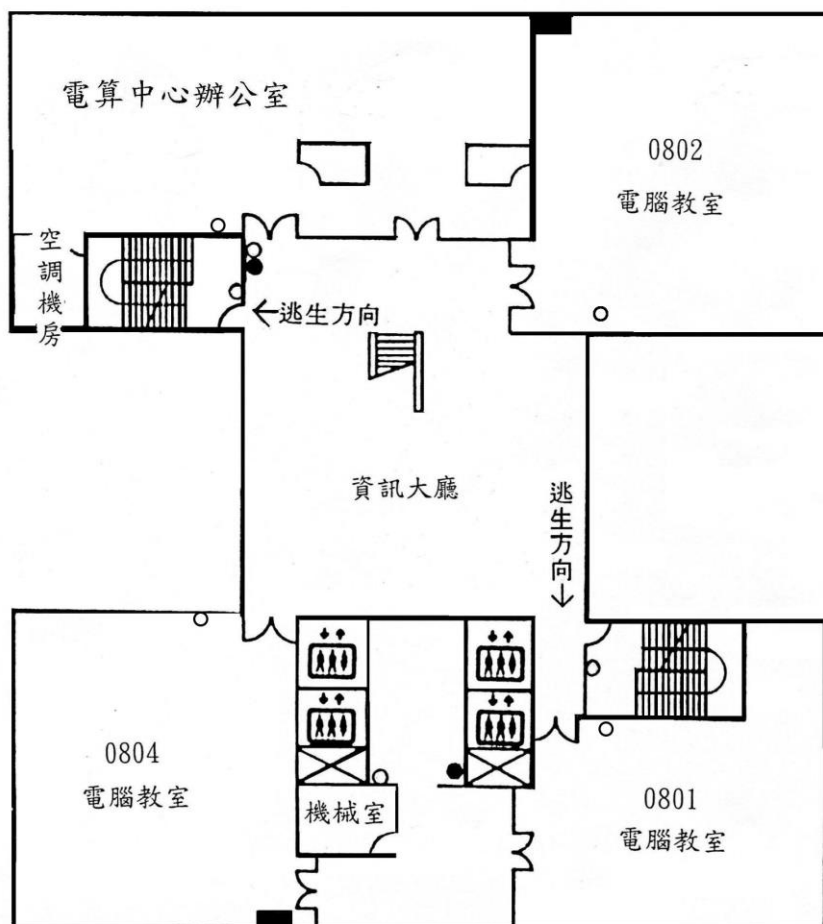 電算中心辦公室
0802
電腦教室
空調機房
←逃生方向
資訊大廳
逃生方向→
0804
電腦教室
機械室
0801
電腦教室